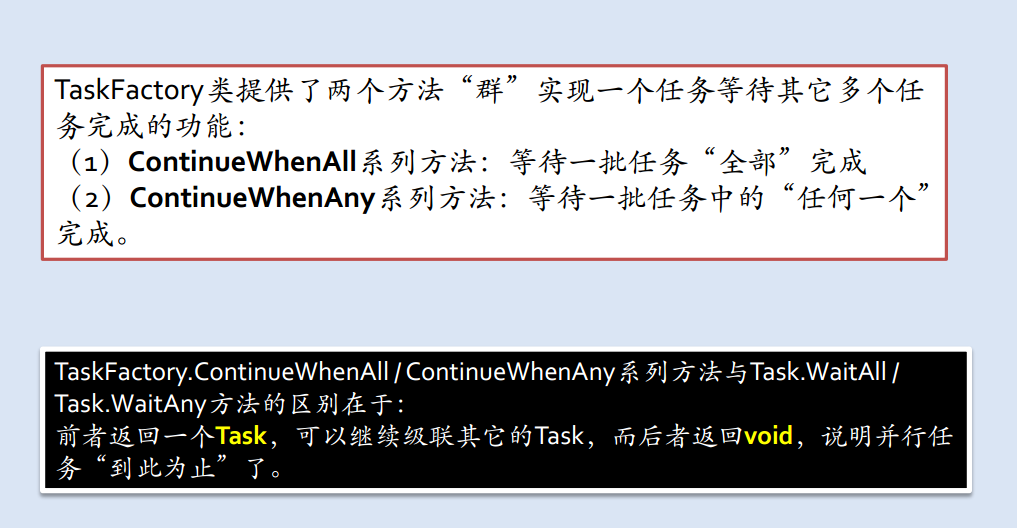 TaskFactory类提供了两个方法“群”实现一个任务等待其它多个任
务完成的功能：
（1）ContinueWhenAll系列方法：等待一批任务“全部”完成
（2）ContinueWhenAny系列方法：等待一批任务中的“任何一个”
完成。
TaskFactory.ContinueWhenAll / ContinueWhenAny系列方法与Task.WaitAll /
Task.WaitAny方法的区别在于：
前者返回一个Task，可以继续级联其它的Task，而后者返回void，说明并行任
务“到此为止”了。